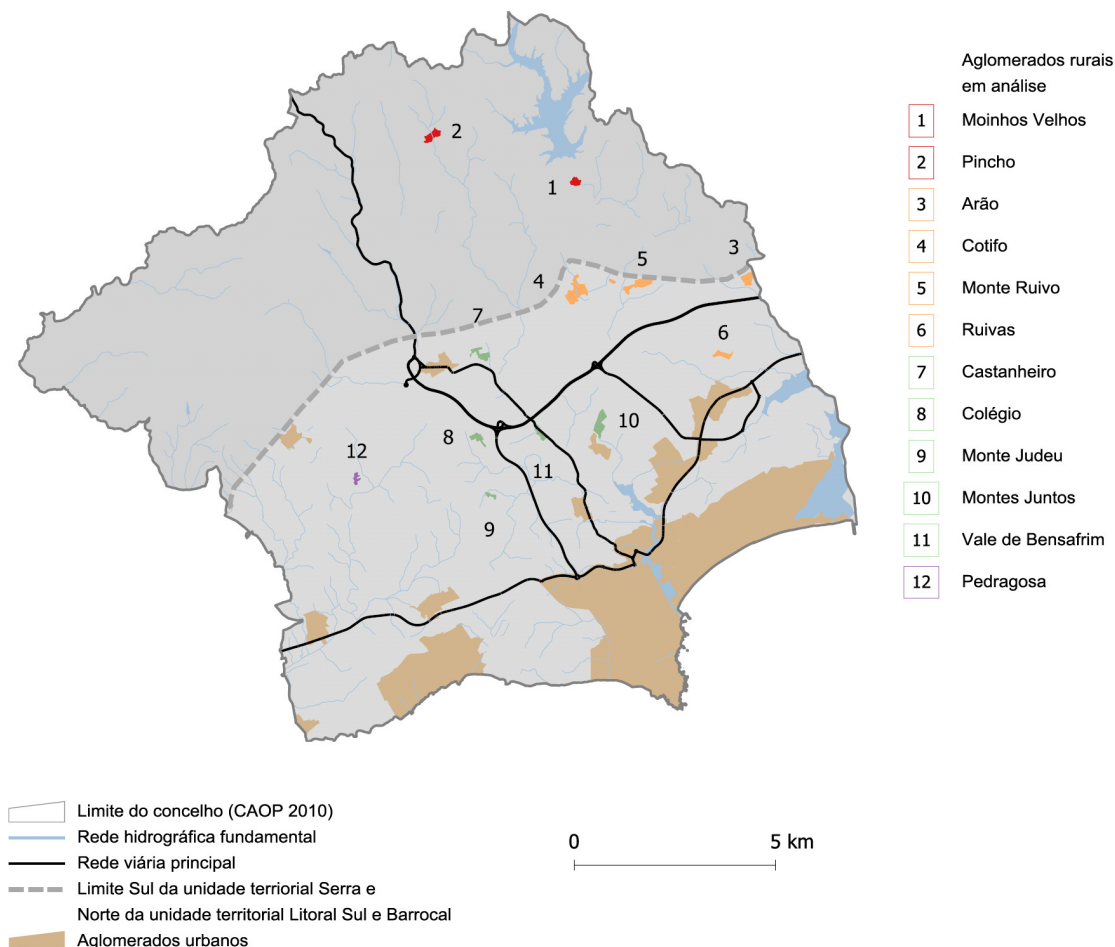 2
1
3
5
4
7
6
10
8
12
11
9
Aglomerados rurais
em análise
1 Moinhos Velhos
2 Pincho
3 Arão
4 Cotifo
5 Monte Ruivo
6 Ruivas
7 Castanheiro
8 Colégio
9 Monte Judeu
10 Montes Juntos
11 Vale de Bensafrim
12 Pedragosa
Limite do concelho (CAOP 2010)
Rede hidrográfica fundamental
Rede viária principal
Limite Sul da unidade terriorial Serra e
Norte da unidade territorial Litoral Sul e Barrocal
Aglomerados urbanos
0 5 km